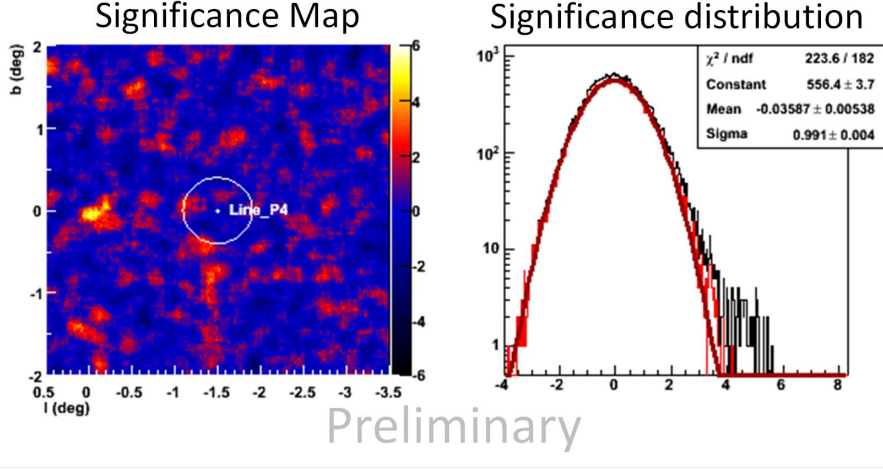 Significance Map
Significance distribution
b (deg)
2
1
0
-1
-2
0.5 0 -0.5 -1 -1.5 -2 -2.5 -3 -3.5
l (deg)
Line_P4
6
4
2
0
-2
-4
-6
10³
10²
10
1
-4 -2 0 2 4 6 8
χ² / ndf 223.6 / 182
Constant 556.4 ± 3.7
Mean -0.03587 ± 0.00538
Sigma 0.991 ± 0.004
Preliminary